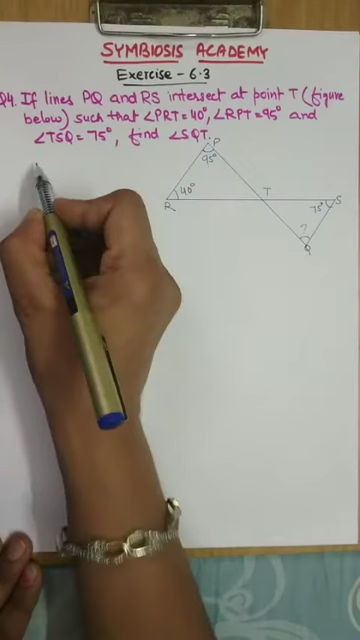 SYMBIOSIS ACADEMY
Exercise - 6.3
Q4. If lines PQ and RS intersect at point T (figure
below) such that ∠PRT = 40°, ∠RPT = 95° and
∠TSQ = 75°, find ∠SQT.
P
95°
40°
R
T
75°
S
?
Q